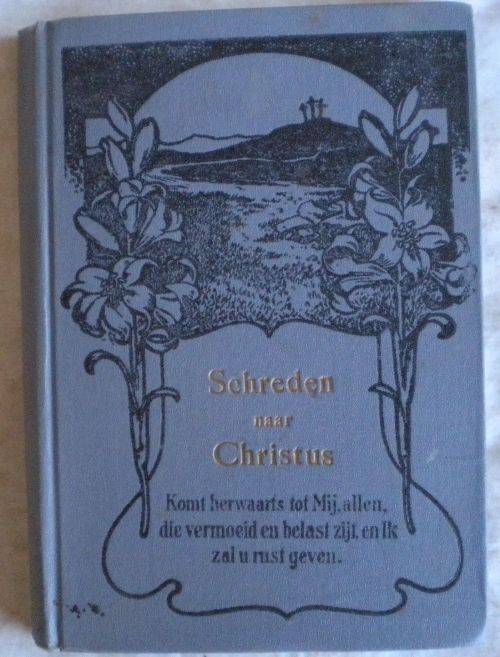 Schreden
naar
Christus
Komt herwaarts tot Mij, allen,
die vermoeid en belast zijt, en Ik
zal u rust geven.